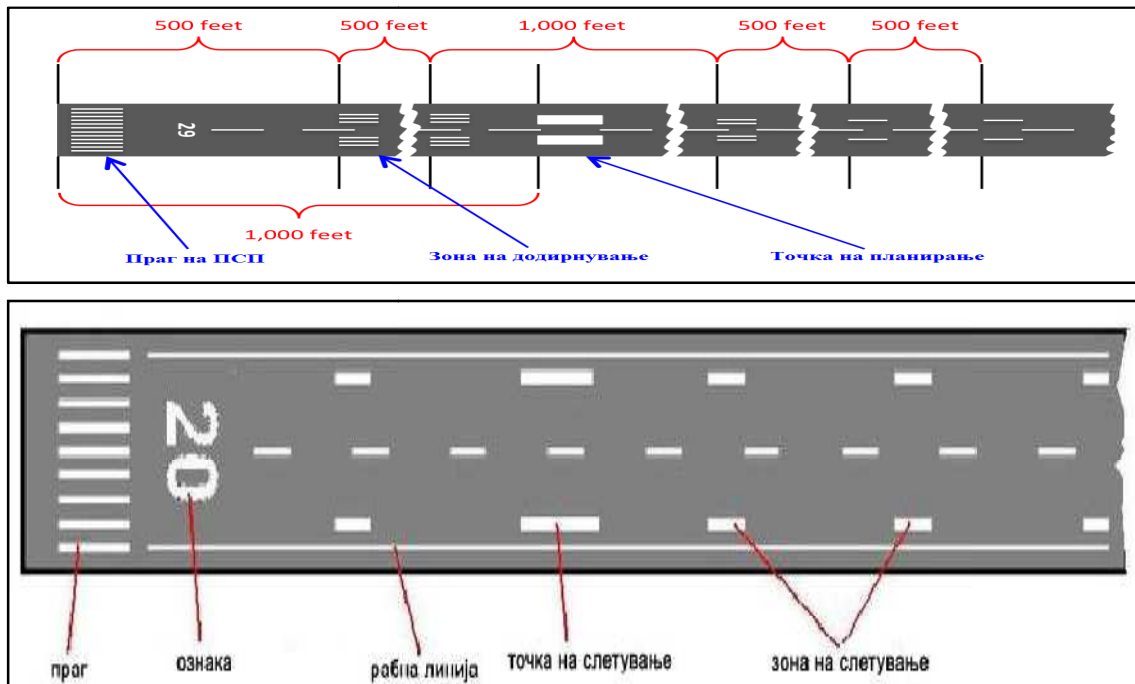 500 feet 500 feet 1,000 feet 500 feet 500 feet
29
1,000 feet
Праг на ПСП Зона на додирнување Точка на планирање
20
праг ознака рабна линија точка на слетување зона на слетување